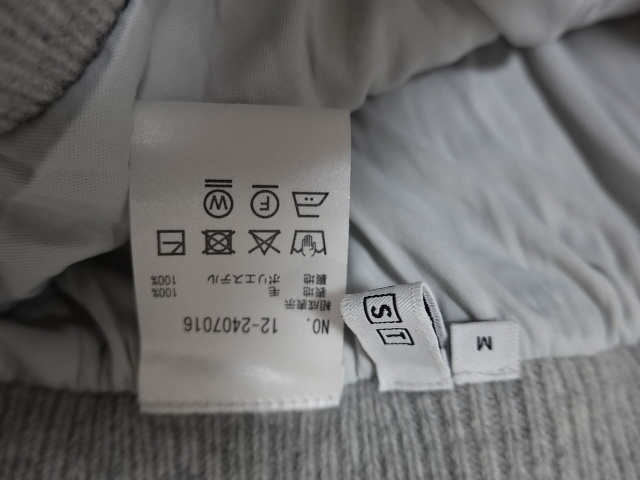 NO. 12-2407016
組成表示
表地 毛 100%
裏地 ポリエステル 100%
F W
S T
M